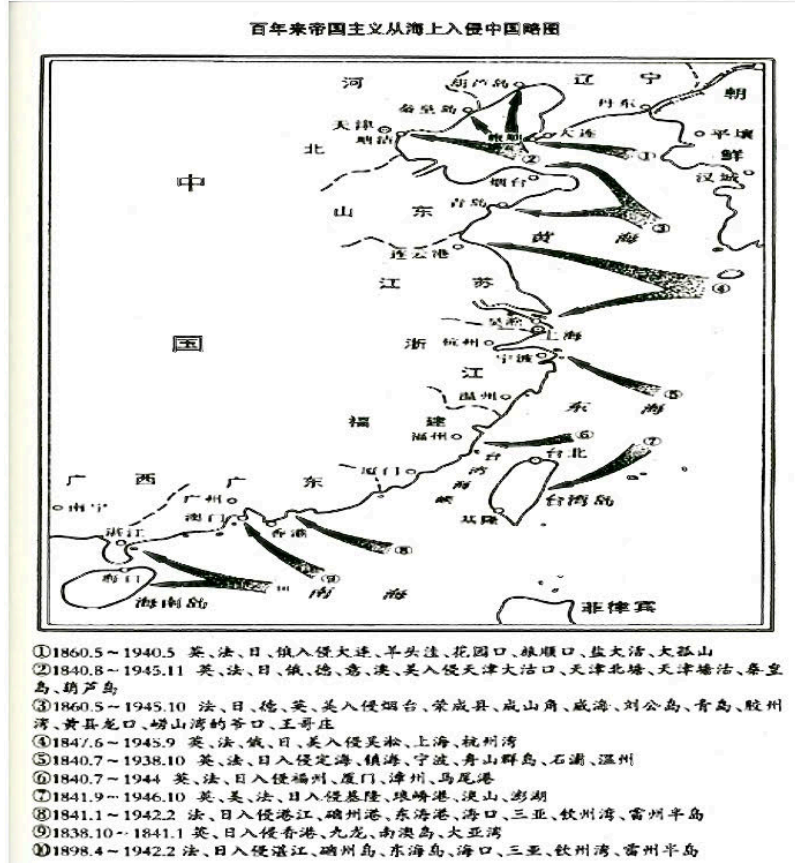 百年来帝国主义从海上入侵中国略图
河
葫芦岛
辽宁
朝
秦皇岛
丹东
天津
塘沽
旅顺
大连
平壤
北
②
①
鲜
汉城
中
烟台
山东
青岛
③
黄海
连云港
④
江苏
吴淞
上海
国
浙
杭州
宁波
江
温州
⑤
东海
福建
福州
⑥
⑦
台湾海峡
台北
广西
广东
厦门
台湾岛
南宁
广州
澳门
基隆
湛江
香港
⑧
海口
⑨
南海
海南岛
菲律宾
①1860.5~1940.5 英、法、日、俄入侵大连、羊头洼、花园口、旅顺口、盐大活、大孤山
②1840.8~1945.11 英、法、日、俄、德、意、澳、美入侵天津大沽口、天津北塘、天津塘沽、秦皇
岛、葫芦岛
③1860.5~1945.10 法、日、德、英、美入侵烟台、荣成县、成山角、威海、刘公岛、青岛、胶州
湾、黄县龙口、崂山湾的爷口、王哥庄
④1847.6~1945.9 英、法、俄、日、美入侵吴淞、上海、杭州湾
⑤1840.7~1938.10 英、法、日入侵定海、镇海、宁波、舟山群岛、石浦、温州
⑥1840.7~1944 英、法、日入侵福州、厦门、漳州、马尾港
⑦1841.9~1946.10 英、美、法、日入侵基隆、琅峤港、澎湖
⑧1841.1~1942.2 法、日入侵港江、硇州港、东涛港、海口、三亚、钦州湾、雷州半岛
⑨1838.10~1841.1 英、日入侵香港、九龙、南澳岛、大亚湾
⑩1898.4~1942.2 法、日入侵湛江、硇州岛、东海岛、海口、三亚、钦州湾、雷州半岛